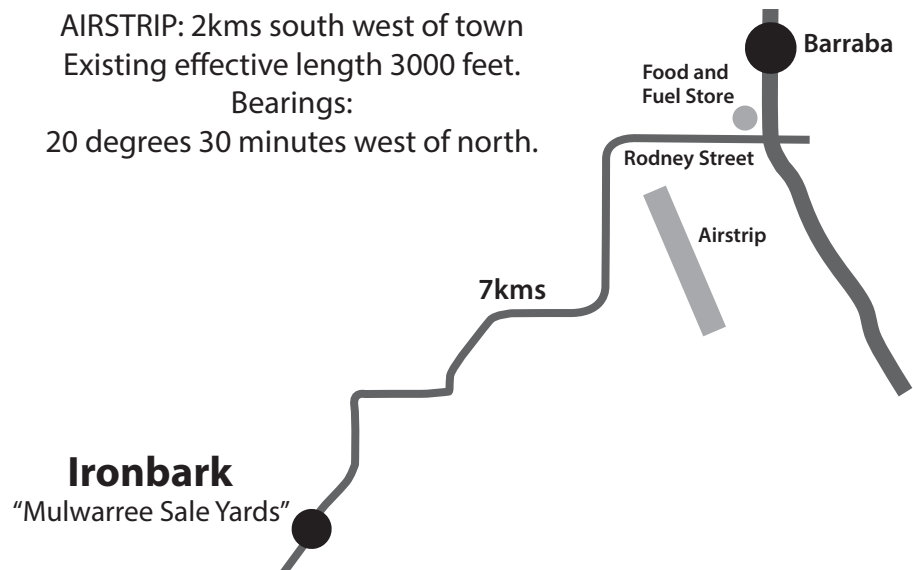 AIRSTRIP: 2kms south west of town
Existing effective length 3000 feet.
Bearings:
20 degrees 30 minutes west of north.
Barraba
Food and
Fuel Store
Rodney Street
Airstrip
7kms
Ironbark
“Mulwarree Sale Yards”